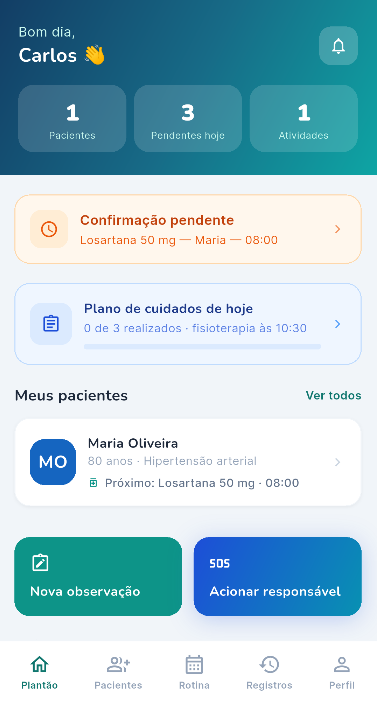 Bom dia,
Carlos 👋
1
Pacientes
3
Pendentes hoje
1
Atividades
Confirmação pendente
Losartana 50 mg — Maria — 08:00
Plano de cuidados de hoje
0 de 3 realizados · fisioterapia às 10:30
Meus pacientes
Ver todos
MO
Maria Oliveira
80 anos · Hipertensão arterial
Próximo: Losartana 50 mg · 08:00
Nova observação
SOS
Acionar responsável
Plantão
Pacientes
Rotina
Registros
Perfil